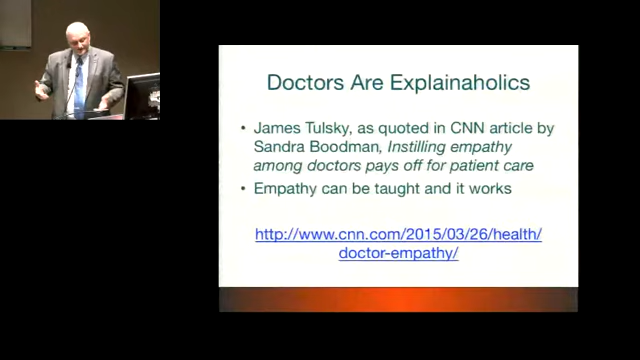 Doctors Are Explainaholics
• James Tulsky, as quoted in CNN article by
Sandra Boodman, Instilling empathy
among doctors pays off for patient care
• Empathy can be taught and it works
http://www.cnn.com/2015/03/26/health/
doctor-empathy/